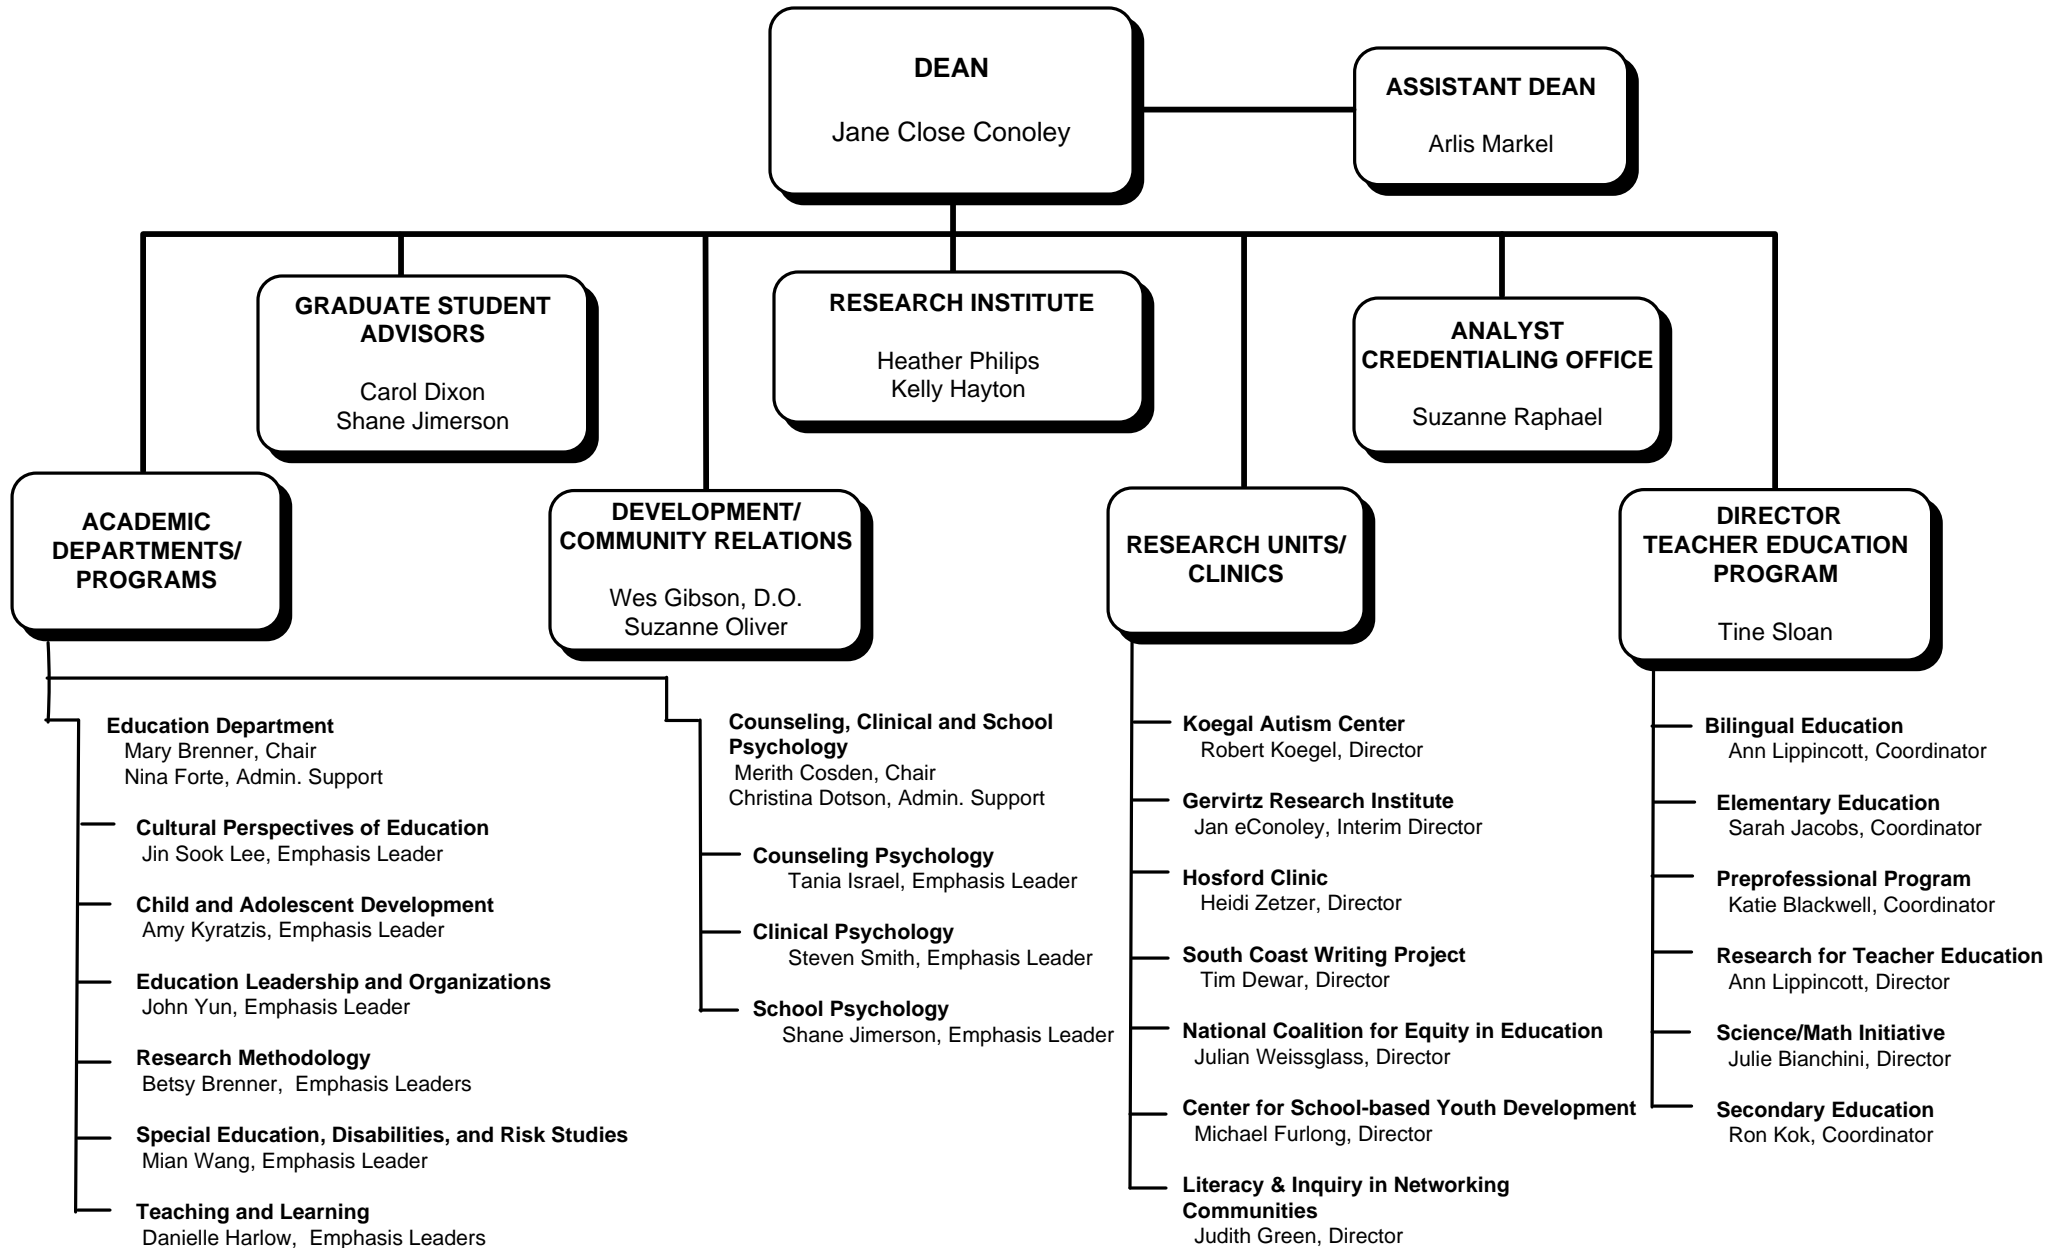 DEAN
Jane Close Conoley
ASSISTANT DEAN
Arlis Markel
GRADUATE STUDENT
ADVISORS
Carol Dixon
Shane Jimerson
RESEARCH INSTITUTE
Heather Philips
Kelly Hayton
ANALYST
CREDENTIALING OFFICE
Suzanne Raphael
ACADEMIC
DEPARTMENTS/
PROGRAMS
DEVELOPMENT/
COMMUNITY RELATIONS
Wes Gibson, D.O.
Suzanne Oliver
RESEARCH UNITS/
CLINICS
DIRECTOR
TEACHER EDUCATION
PROGRAM
Tine Sloan
Education Department
Mary Brenner, Chair
Nina Forte, Admin. Support
Cultural Perspectives of Education
Jin Sook Lee, Emphasis Leader
Child and Adolescent Development
Amy Kyratzis, Emphasis Leader
Education Leadership and Organizations
John Yun, Emphasis Leader
Research Methodology
Betsy Brenner,  Emphasis Leaders
Special Education, Disabilities, and Risk Studies
Mian Wang, Emphasis Leader
Teaching and Learning
Danielle Harlow,  Emphasis Leaders
Counseling, Clinical and School
Psychology
Merith Cosden, Chair
Christina Dotson, Admin. Support
Counseling Psychology
Tania Israel, Emphasis Leader
Clinical Psychology
Steven Smith, Emphasis Leader
School Psychology
Shane Jimerson, Emphasis Leader
Koegal Autism Center
Robert Koegel, Director
Gervirtz Research Institute
Jan eConoley, Interim Director
Hosford Clinic
Heidi Zetzer, Director
South Coast Writing Project
Tim Dewar, Director
National Coalition for Equity in Education
Julian Weissglass, Director
Center for School-based Youth Development
Michael Furlong, Director
Literacy & Inquiry in Networking
Communities
Judith Green, Director
Bilingual Education
Ann Lippincott, Coordinator
Elementary Education
Sarah Jacobs, Coordinator
Preprofessional Program
Katie Blackwell, Coordinator
Research for Teacher Education
Ann Lippincott, Director
Science/Math Initiative
Julie Bianchini, Director
Secondary Education
Ron Kok, Coordinator